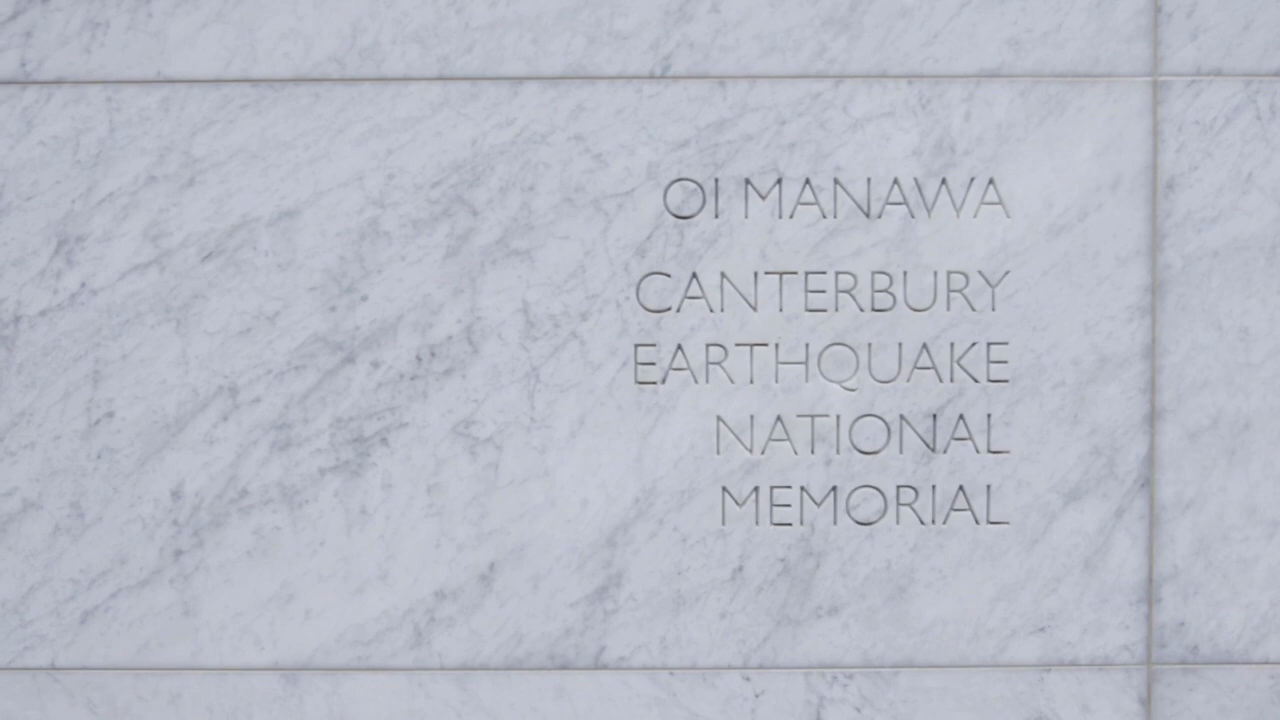 OI MANAWA
CANTERBURY
EARTHQUAKE
NATIONAL
MEMORIAL